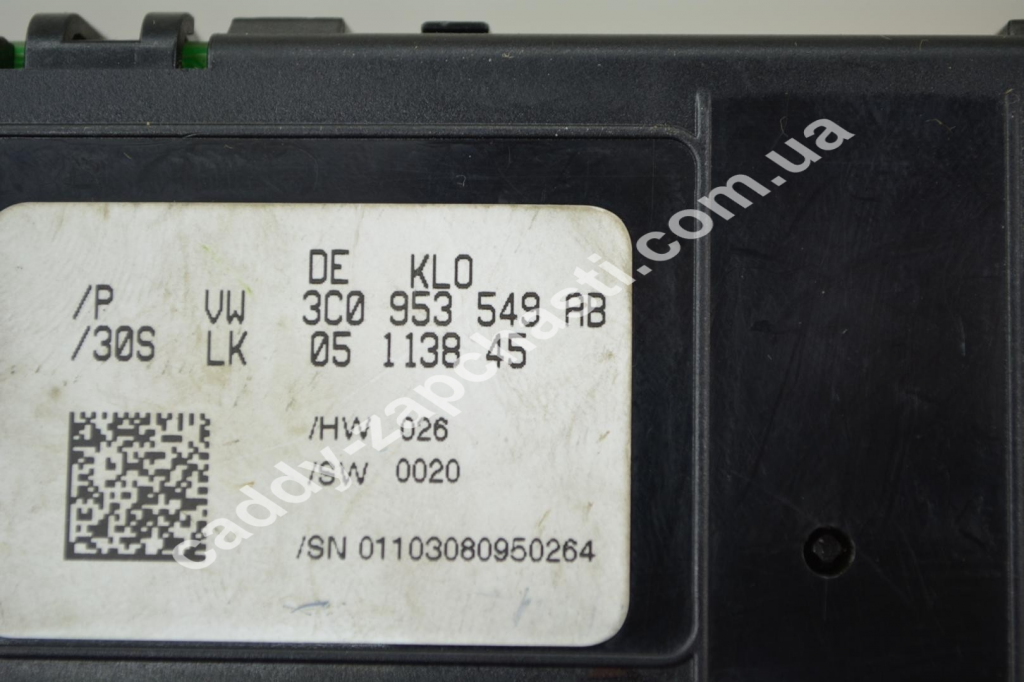 DE KLO
/P VW 3C0 953 549 AB
/30S LK 05 1138 45
/HW 026
/SW 0020
/SN 01103080950264
caddy-zapchasti.com.ua